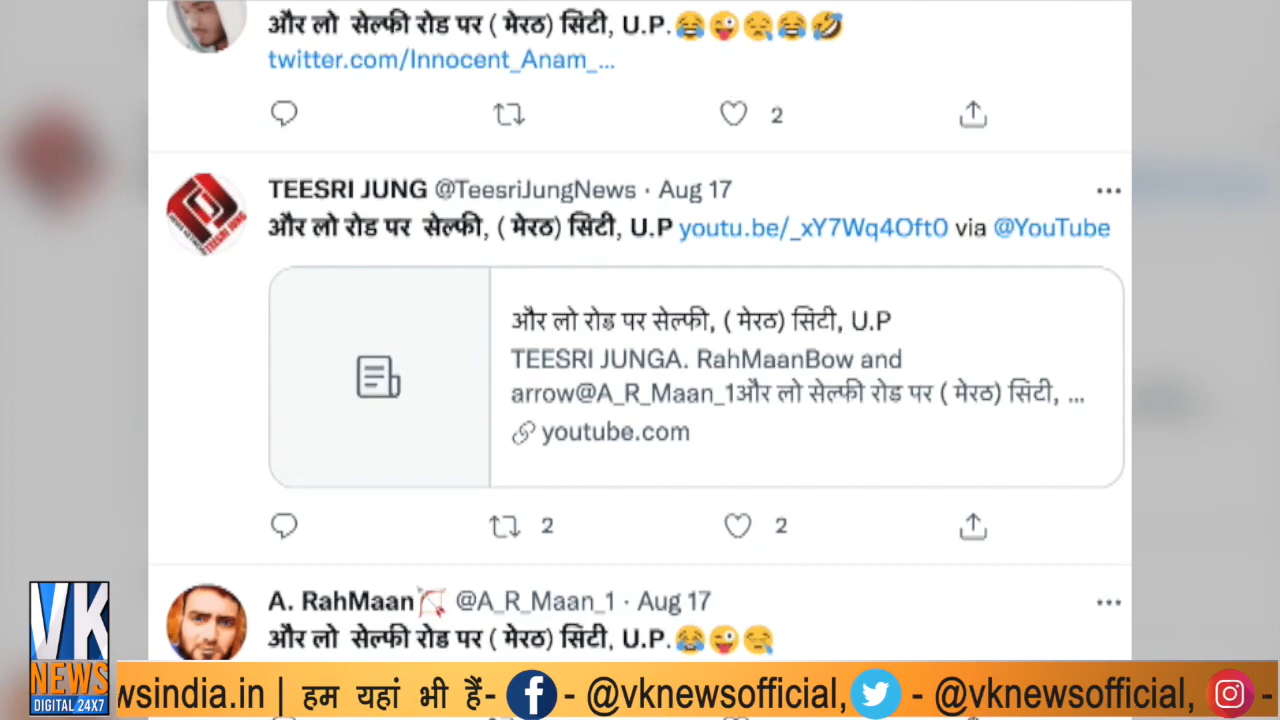 और लो सेल्फी रोड पर ( मेरठ) सिटी, U.P.😂😜😪😂🤣
twitter.com/Innocent_Anam_...
2
TEESRI JUNG @TeesriJungNews · Aug 17
और लो रोड पर सेल्फी, ( मेरठ) सिटी, U.P youtu.be/_xY7Wq4Oft0 via @YouTube
और लो रोड पर सेल्फी, ( मेरठ) सिटी, U.P
TEESRI JUNGA. RahMaanBow and
arrow@A_R_Maan_1और लो सेल्फी रोड पर ( मेरठ) सिटी, ...
youtube.com
2 2
A. RahMaan🏹 @A_R_Maan_1 · Aug 17
और लो सेल्फी रोड पर ( मेरठ) सिटी, U.P.😂😜😪
VK
NEWS
DIGITAL 24X7
wsindia.in | हम यहां भी हैं- - @vknewsofficial, - @vknewsofficial, -